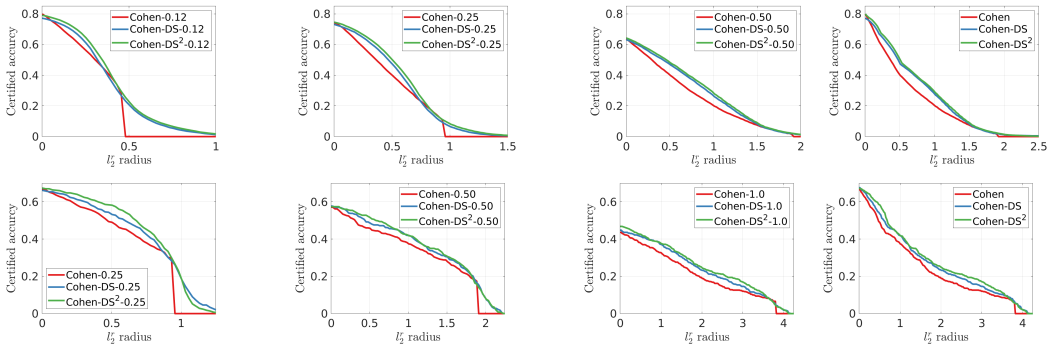 Certified accurcy
0.8
0.6
0.4
0.2
0
Cohen-0.12
Cohen-DS-0.12
Cohen-DS²-0.12
0 0.5 1
l₂ʳ radius
Certified accurcy
0.8
0.6
0.4
0.2
0
Cohen-0.25
Cohen-DS-0.25
Cohen-DS²-0.25
0 0.5 1 1.5
l₂ʳ radius
Certified accurcy
0.8
0.6
0.4
0.2
0
Cohen-0.50
Cohen-DS-0.50
Cohen-DS²-0.50
0 0.5 1 1.5 2
l₂ʳ radius
Certified accurcy
0.8
0.6
0.4
0.2
0
Cohen
Cohen-DS
Cohen-DS²
0 0.5 1 1.5 2 2.5
l₂ʳ radius
Certified accurcy
0.6
0.4
0.2
0
Cohen-0.25
Cohen-DS-0.25
Cohen-DS²-0.25
0 0.5 1
l₂ʳ radius
Certified accurcy
0.6
0.4
0.2
0
Cohen-0.50
Cohen-DS-0.50
Cohen-DS²-0.50
0 0.5 1 1.5 2
l₂ʳ radius
Certified accurcy
0.6
0.4
0.2
0
Cohen-1.0
Cohen-DS-1.0
Cohen-DS²-1.0
0 1 2 3 4
l₂ʳ radius
Certified accurcy
0.6
0.4
0.2
0
Cohen
Cohen-DS
Cohen-DS²
0 1 2 3 4
l₂ʳ radius